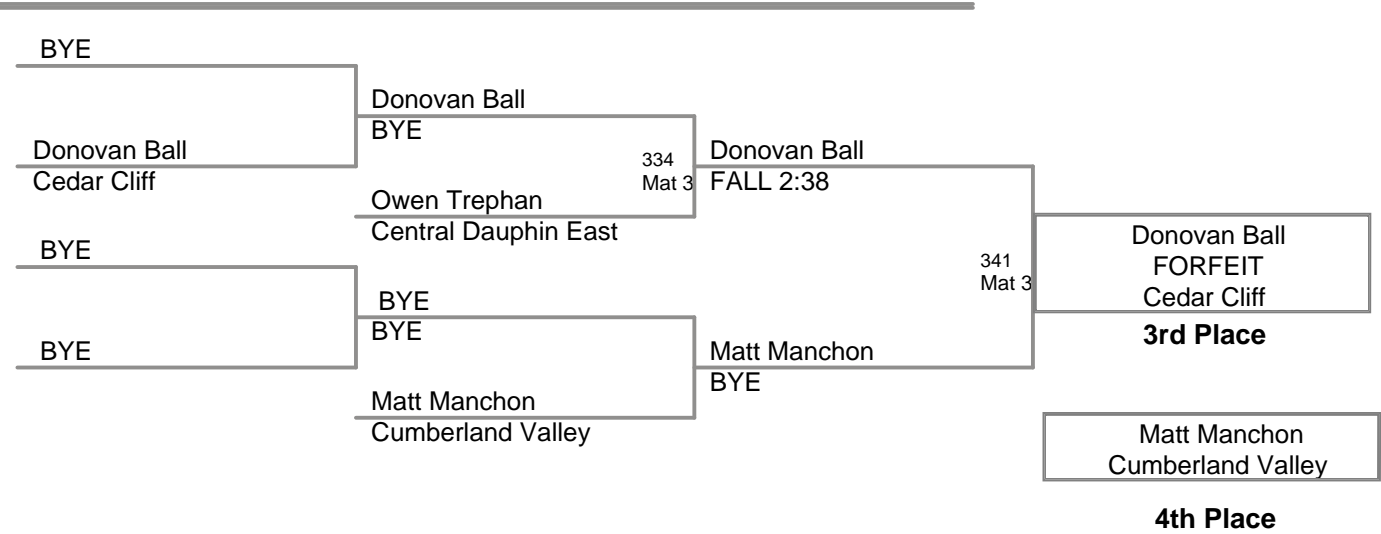 BYE
Donovan Ball
Cedar Cliff
BYE
BYE
Donovan Ball
BYE
Owen Trephan
Central Dauphin East
BYE
BYE
Matt Manchon
Cumberland Valley
334
Mat 3
Donovan Ball
FALL 2:38
Matt Manchon
BYE
341
Mat 3
Donovan Ball
FORFEIT
Cedar Cliff
3rd Place
Matt Manchon
Cumberland Valley
4th Place